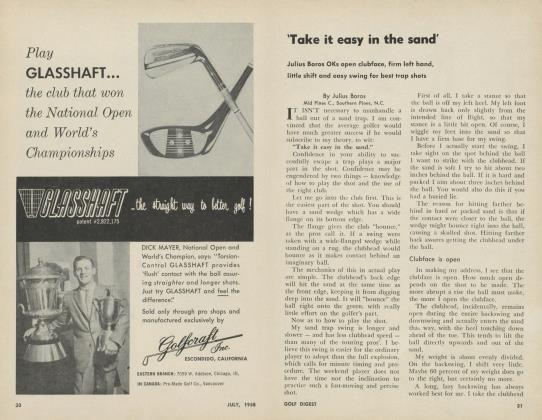 Play
GLASSHAFT...
the club that won
the National Open
and World's
Championships
GLASSHAFT ...the straight way to better golf!
patent #2,822,175
DICK MAYER, National Open and
World's Champion, says: "Torsion-
Control GLASSHAFT provides
'flush' contact with the ball assur-
ing straighter and longer shots.
Just try GLASSHAFT and feel the
difference."
Sold only through pro shops and
manufactured exclusively by
Golfcraft Inc.
ESCONDIDO, CALIFORNIA
EASTERN BRANCH: 7059 W. Addison, Chicago, Ill.
IN CANADA: Pro-Made Golf Co., Vancouver
20
JULY, 1958
'Take it easy in the sand'
Julius Boros OKs open clubface, firm left hand,
little shift and easy swing for best trap shots
By Julius Boros
Mid Pines C., Southern Pines, N.C.
IT ISN'T necessary to manhandle a
ball out of a sand trap. I am con-
vinced that the average golfer would
have much greater success if he would
subscribe to my theory, to wit:
"Take it easy in the sand."
Confidence in your ability to suc-
cessfully escape a trap plays a major
part in the shot. Confidence may be
engendered by two things — knowledge
of how to play the shot and the use of
the right club.
Let me go into the club first. This is
the easiest part of the shot. You should
have a sand wedge which has a wide
flange on its bottom edge.
The flange gives the club "bounce,"
as the pros call it. If a swing were
taken with a wide-flanged wedge while
standing on a rug, the clubhead would
bounce as it makes contact behind an
imaginary ball.
The mechanics of this in actual play
are simple. The clubhead's back edge
will hit the sand at the same time as
the front edge, keeping it from digging
deep into the sand. It will "bounce" the
ball right onto the green, with really
little effort on the golfer's part.
Now as to how to play the shot.
My sand trap swing is longer and
slower — and has less clubhead speed —
than many of the touring pros'. I be-
lieve this swing is easier for the ordinary
player to adopt than the full explosion,
which calls for minute timing and pro-
cedure. The weekend player does not
have the time nor the inclination to
practice such a fast-moving and precise
shot.
First of all, I take a stance so that
the ball is off my left heel. My left foot
is drawn back only slightly from the
intended line of flight, so that my
stance is a little bit open. Of course, I
wiggle my feet into the sand so that
I have a firm base for my swing.
Before I actually start the swing, I
take sight on the spot behind the ball
I want to strike with the clubhead. If
the sand is soft I try to hit about two
inches behind the ball. If it is hard and
packed I aim about three inches behind
the ball. You would also do this if you
had a buried lie.
The reason for hitting farther be-
hind in hard or packed sand is that if
the contact were closer to the ball, the
wedge might bounce right into the ball,
causing a skulled shot. Hitting farther
back assures getting the clubhead under
the ball.
Clubface is open
In making my address, I see that the
clubface is open. How much open de-
pends on the shot to be made. The
more abrupt a rise the ball must make,
the more I open the clubface.
The clubhead, incidentally, remains
open during the entire backswing and
downswing and actually enters the sand
this way, with the heel touching down
ahead of the toe. This tends to lift the
ball directly upwards and out of the
sand.
My weight is about evenly divided.
On the backswing, I shift very little.
Maybe 60 per cent of my weight does go
to the right, but certainly no more.
A long, lazy backswing has always
worked best for me. I take the clubhead
GOLF DIGEST
21